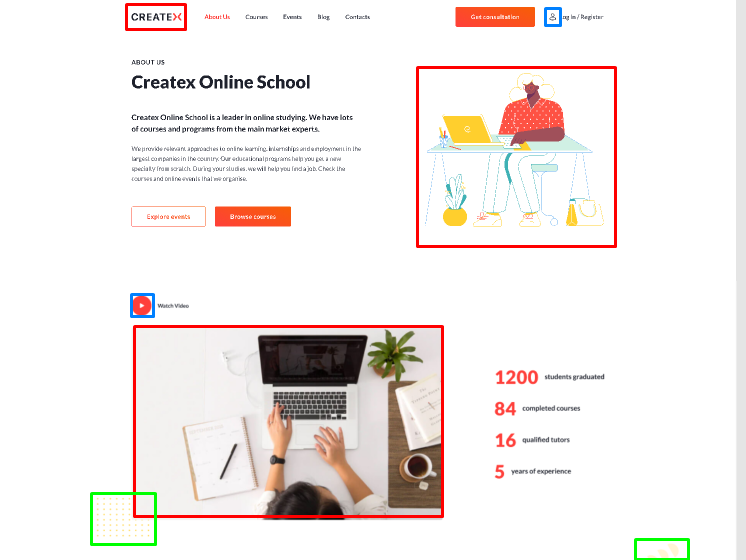 CREATEX
About Us
Courses
Events
Blog
Contacts
Get consultation
Log in / Register
ABOUT US
Createx Online School
Createx Online School is a leader in online studying. We have lots
of courses and programs from the main market experts.
We provide relevant approaches to online learning, internships and employment in the
largest companies in the country. Our educational programs help you get a new
specialty from scratch. During your studies, we will help you find a job. Check the
courses and online events that we organise.
Explore events
Browse courses
Watch Video
1200 students graduated
84 completed courses
16 qualified tutors
5 years of experience